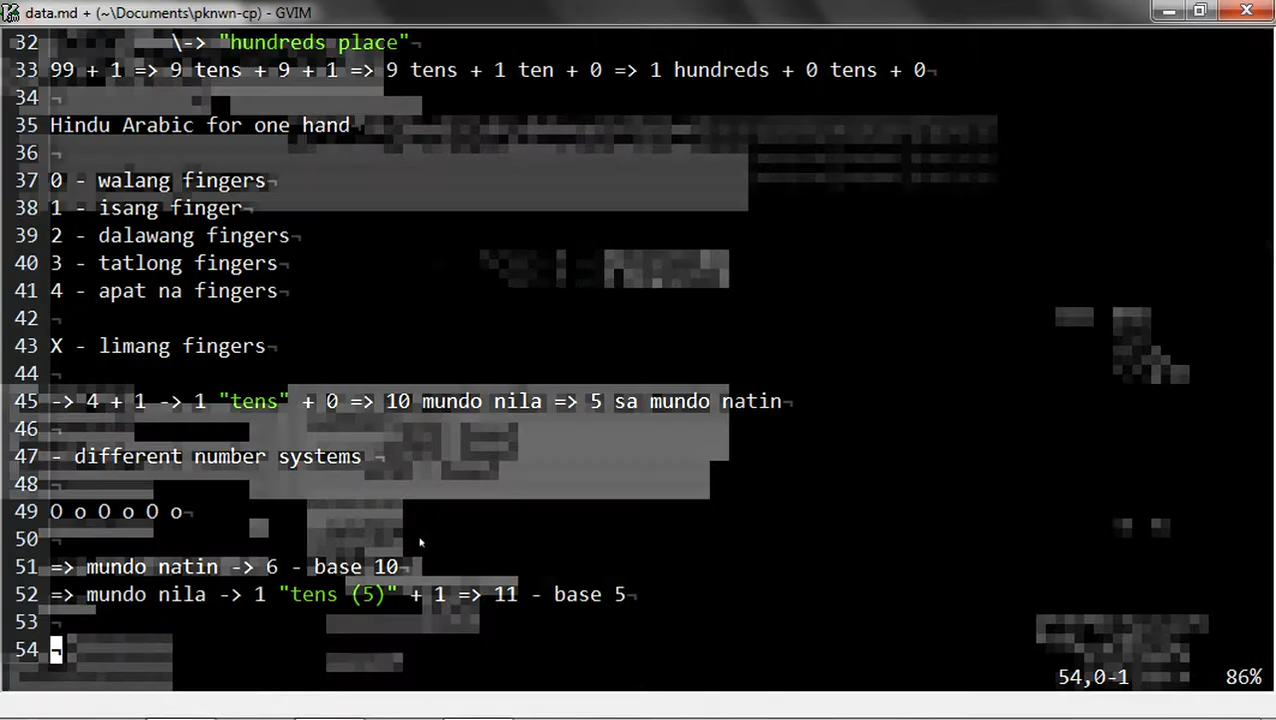 data.md + (~\Documents\pknwn-cp) - GVIM
32 \-> "hundreds place"¬
33 99 + 1 => 9 tens + 9 + 1 => 9 tens + 1 ten + 0 => 1 hundreds + 0 tens + 0¬
34 ¬
35 Hindu Arabic for one hand
36 ¬
37 0 - walang fingers¬
38 1 - isang finger¬
39 2 - dalawang fingers¬
40 3 - tatlong fingers¬
41 4 - apat na fingers¬
42 ¬
43 X - limang fingers¬
44 ¬
45 -> 4 + 1 -> 1 "tens" + 0 => 10 mundo nila => 5 sa mundo natin¬
46 ¬
47 - different number systems ¬
48 ¬
49 O o O o O o¬
50 ¬
51 => mundo natin -> 6 - base 10¬
52 => mundo nila -> 1 "tens (5)" + 1 => 11 - base 5¬
53 ¬
54 ¬
54,0-1 86%